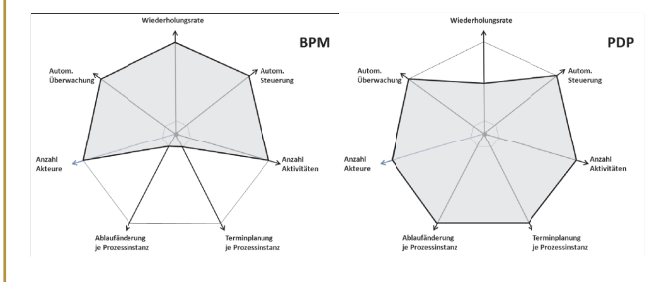 Wiederholungsrate
BPM
Autom.
Überwachung
Autom.
Steuerung
Anzahl
Akteure
Anzahl
Aktivitäten
Ablaufänderung
je Prozessinstanz
Terminplanung
je Prozessinstanz
Wiederholungsrate
PDP
Autom.
Überwachung
Autom.
Steuerung
Anzahl
Akteure
Anzahl
Aktivitäten
Ablaufänderung
je Prozessinstanz
Terminplanung
je Prozessinstanz